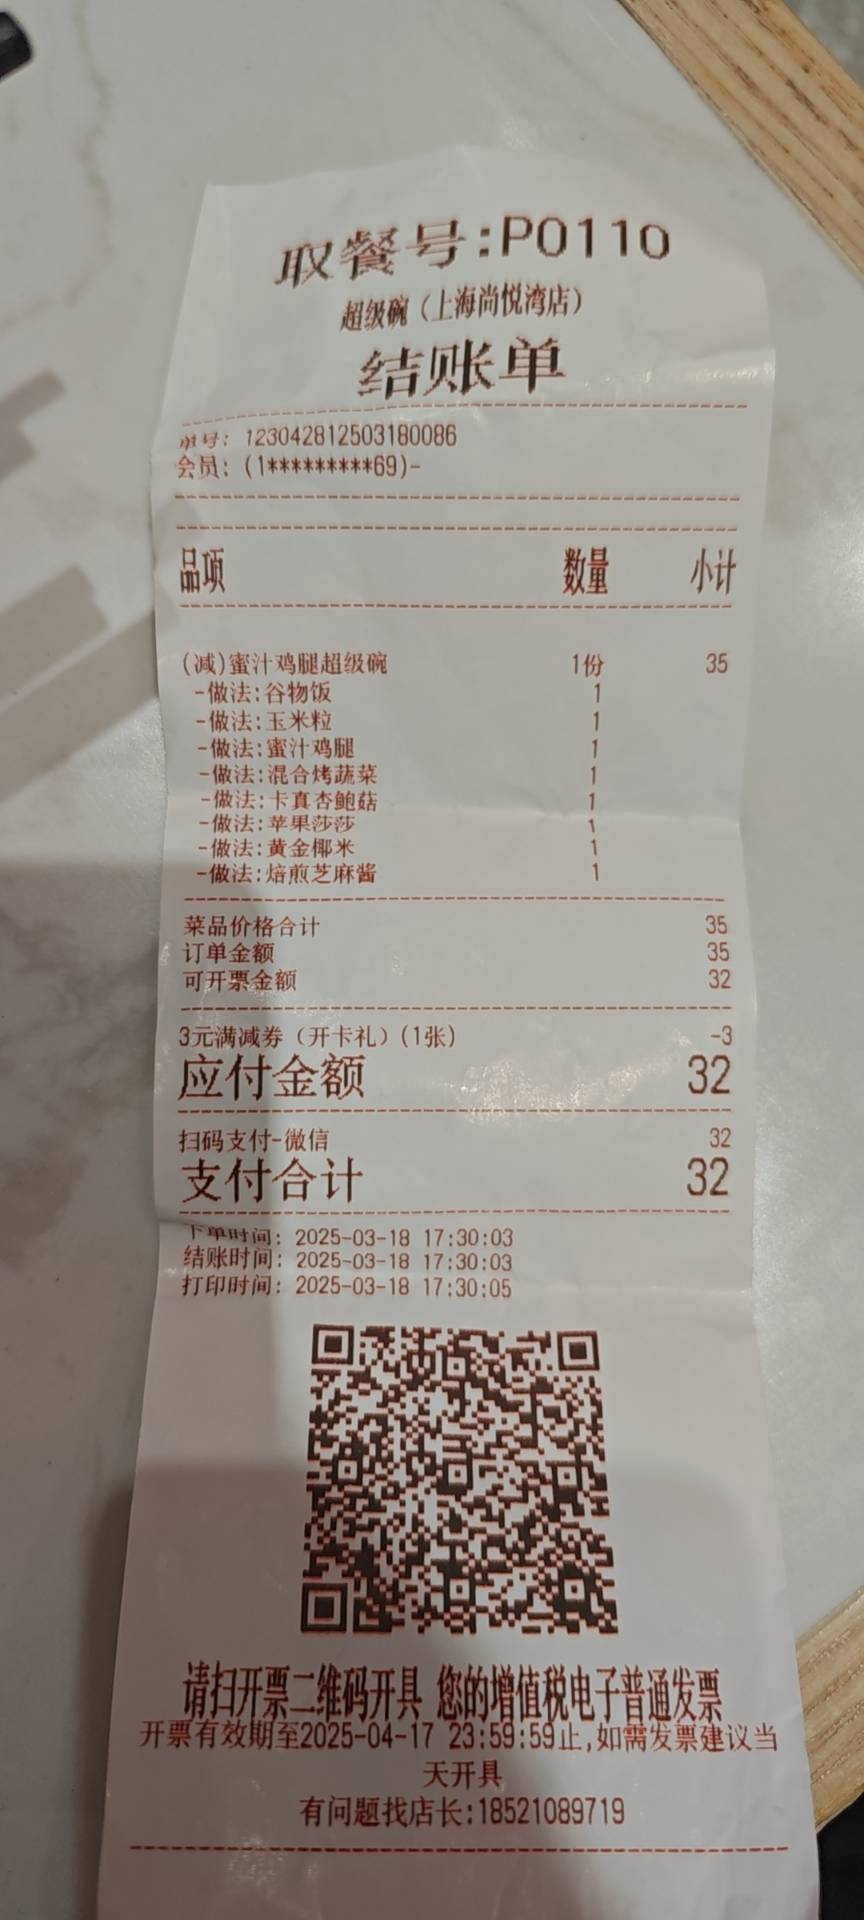 取餐号:P0110
超级碗（上海尚悦湾店）
结账单
单号: 123042812503180086
会员: (1*********69)-
品项 数量 小计
(减)蜜汁鸡腿超级碗 1份 35
-做法:谷物饭 1
-做法:玉米粒 1
-做法:蜜汁鸡腿 1
-做法:混合烤蔬菜 1
-做法:卡真杏鲍菇 1
-做法:苹果莎莎 1
-做法:黄金椰米 1
-做法:焙煎芝麻酱 1
菜品价格合计 35
订单金额 35
可开票金额 32
3元满减券（开卡礼）(1张) -3
应付金额 32
扫码支付-微信 32
支付合计 32
下单时间: 2025-03-18 17:30:03
结账时间: 2025-03-18 17:30:03
打印时间: 2025-03-18 17:30:05
请扫开票二维码开具 您的增值税电子普通发票
开票有效期至2025-04-17 23:59:59止,如需发票建议当
天开具
有问题找店长:18521089719